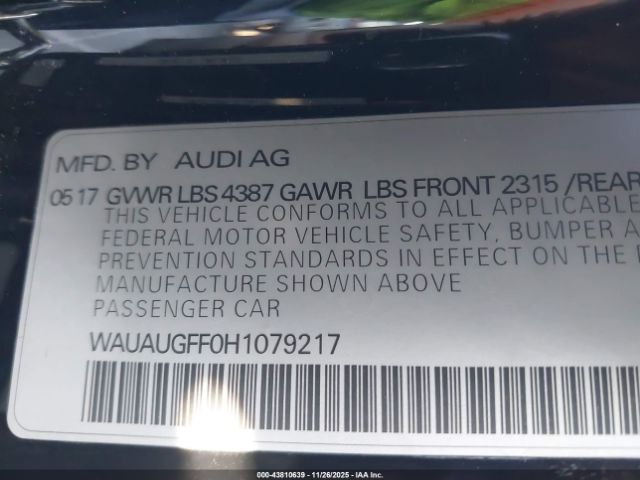 MFD. BY AUDI AG
05 17 GVWR LBS 4387 GAWR LBS FRONT 2315 /REAR
THIS VEHICLE CONFORMS TO ALL APPLICABLE
FEDERAL MOTOR VEHICLE SAFETY, BUMPER A
PREVENTION STANDARDS IN EFFECT ON THE
MANUFACTURE SHOWN ABOVE
PASSENGER CAR
WAUAUGFF0H1079217
000-43810639 - 11/26/2025 - IAA Inc.